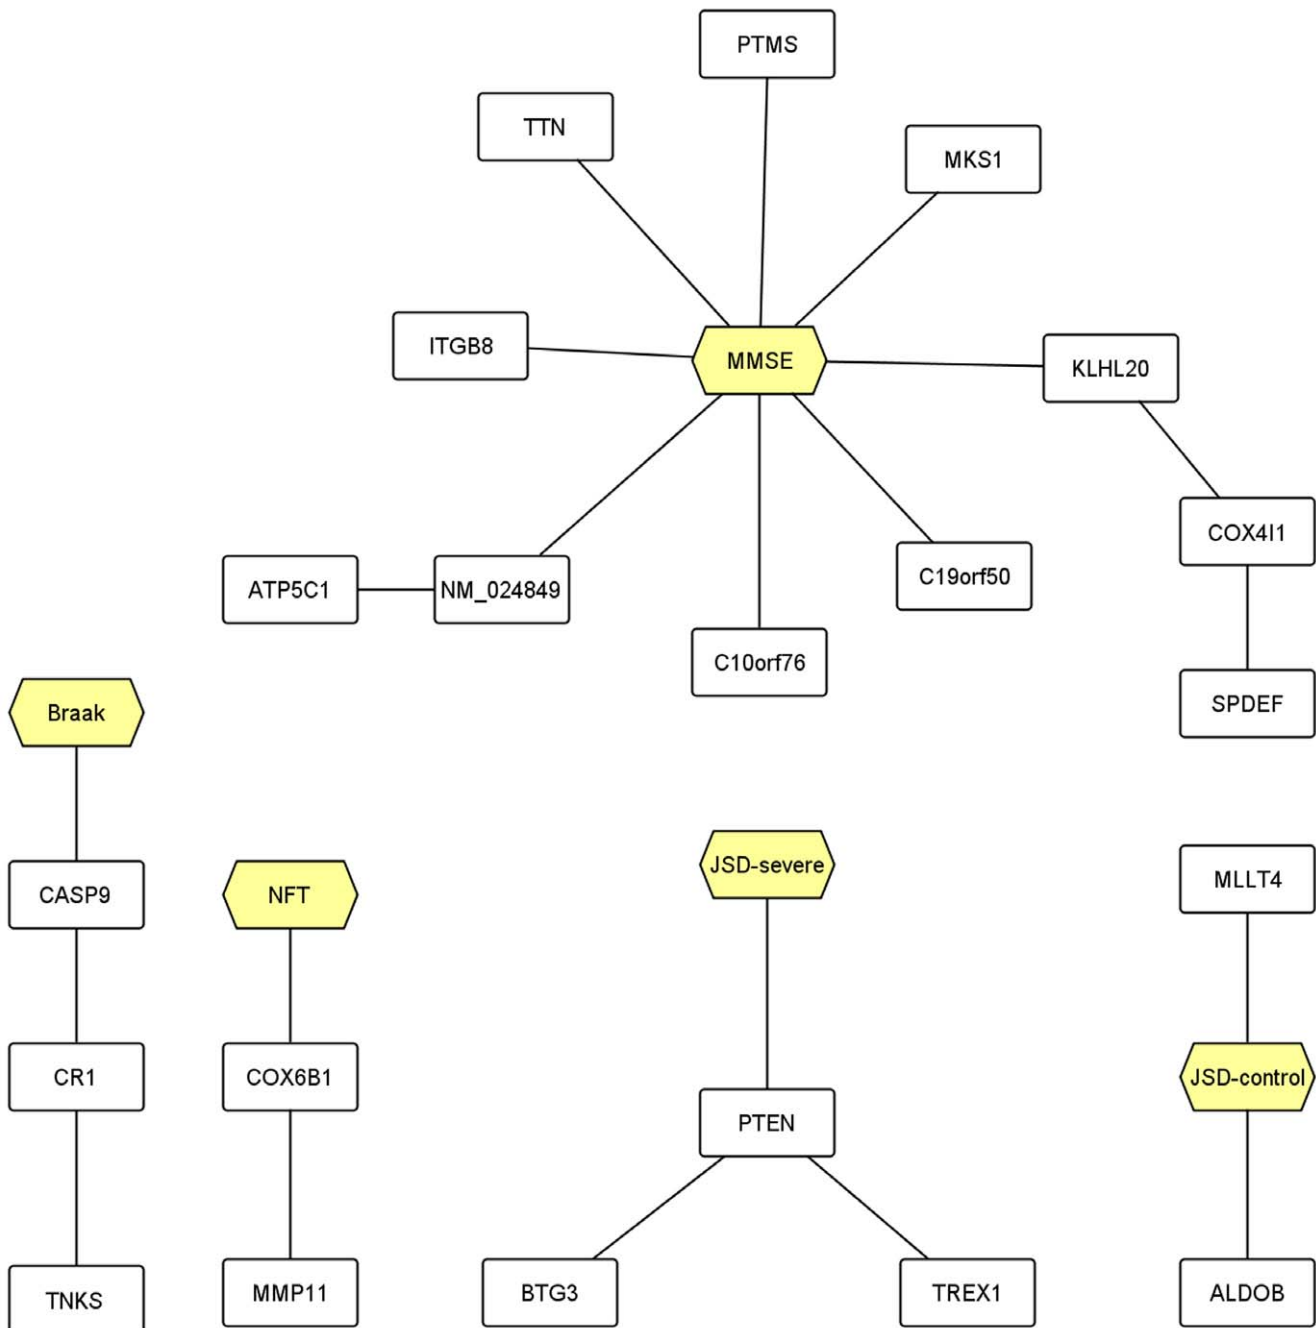 PTMS
TTN
MKS1
ITGB8
MMSE
KLHL20
COX4I1
C19orf50
ATP5C1
NM_024849
C10orf76
SPDEF
Braak
JSD-severe
MLLT4
CASP9
NFT
CR1
COX6B1
JSD-control
PTEN
TNKS
MMP11
BTG3
TREX1
ALDOB